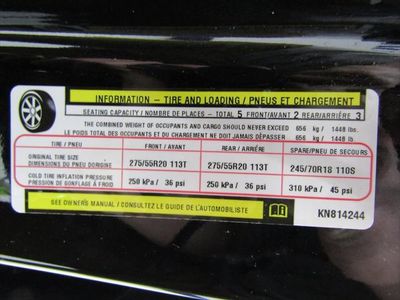 INFORMATION – TIRE AND LOADING / PNEUS ET CHARGEMENT
SEATING CAPACITY / NOMBRE DE PLACES – TOTAL 5 FRONT/AVANT 2 REAR/ARRIÈRE 3
THE COMBINED WEIGHT OF OCCUPANTS AND CARGO SHOULD NEVER EXCEED 656 kg / 1448 lbs.
LE POIDS TOTAL DES OCCUPANTS ET DU CHARGEMENT NE DOIT JAMAIS DÉPASSER 656 kg / 1448 lb.
TIRE / PNEU FRONT / AVANT REAR / ARRIÈRE SPARE/PNEU DE SECOURS
ORIGINAL TIRE SIZE
DIMENSIONS DU PNEU DORIGINE 275/55R20 113T 275/55R20 113T 245/70R18 110S
COLD TIRE INFLATION PRESSURE
PRESSION DE GONFLAGE À FROID 250 kPa / 36 psi 250 kPa / 36 psi 310 kPa / 45 psi
SEE OWNERS MANUAL / CONSULTEZ LE GUIDE DE L'AUTOMOBILISTE
KN814244